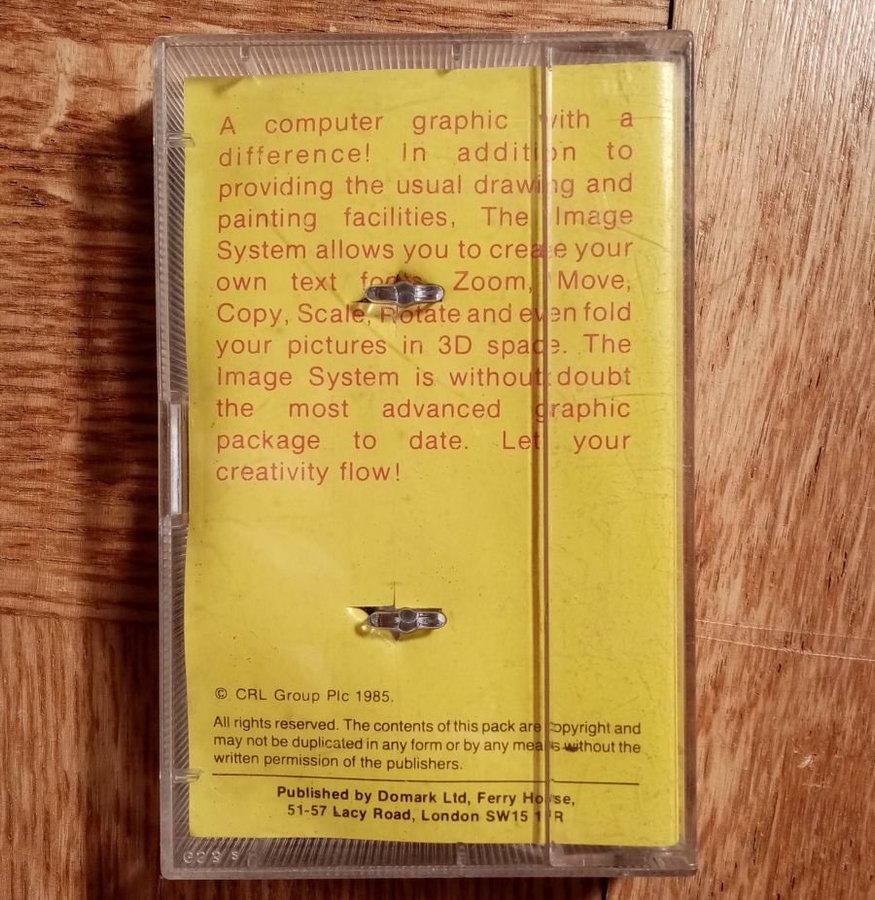 A computer graphic with a
difference! In addition to
providing the usual drawing and
painting facilities, The Image
System allows you to create your
own text Zoom, Move,
Copy, Scale, Rotate and even fold
your pictures in 3D space. The
Image System is without doubt
the most advanced graphic
package to date. Let your
creativity flow!
© CRL Group Plc 1985.
All rights reserved. The contents of this pack are copyright and
may not be duplicated in any form or by any means without the
written permission of the publishers.
Published by Domark Ltd, Ferry House,
51-57 Lacy Road, London SW15